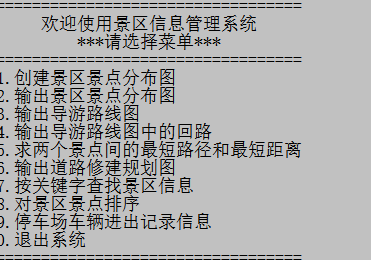 ===================================
欢迎使用景区信息管理系统
***请选择菜单***
===================================
1.创建景区景点分布图
2.输出景区景点分布图
3.输出导游路线图
4.输出导游路线图中的回路
5.求两个景点间的最短路径和最短距离
6.输出道路修建规划图
7.按关键字查找景区信息
8.对景区景点排序
9.停车场车辆进出记录信息
0.退出系统
===================================